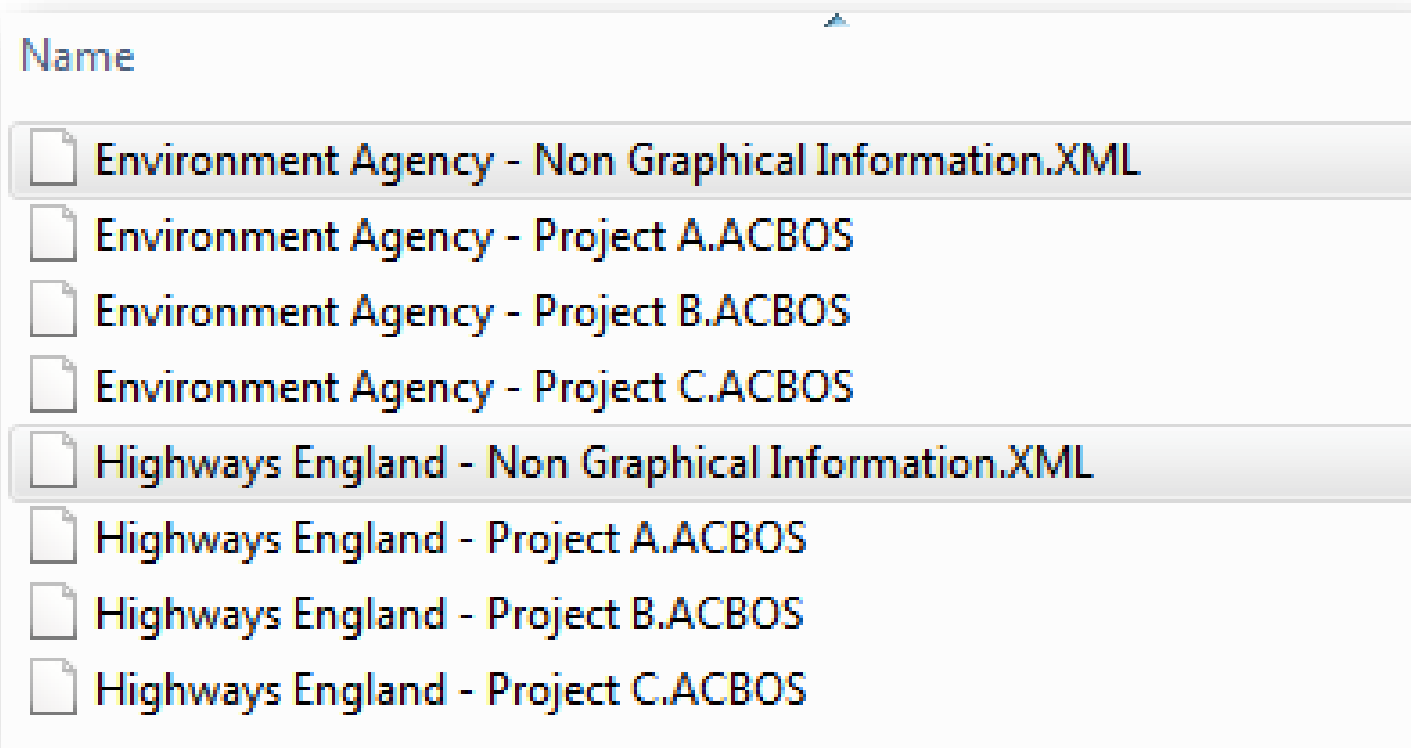 Name
Environment Agency - Non Graphical Information.XML
Environment Agency - Project A.ACBOS
Environment Agency - Project B.ACBOS
Environment Agency - Project C.ACBOS
Highways England - Non Graphical Information.XML
Highways England - Project A.ACBOS
Highways England - Project B.ACBOS
Highways England - Project C.ACBOS